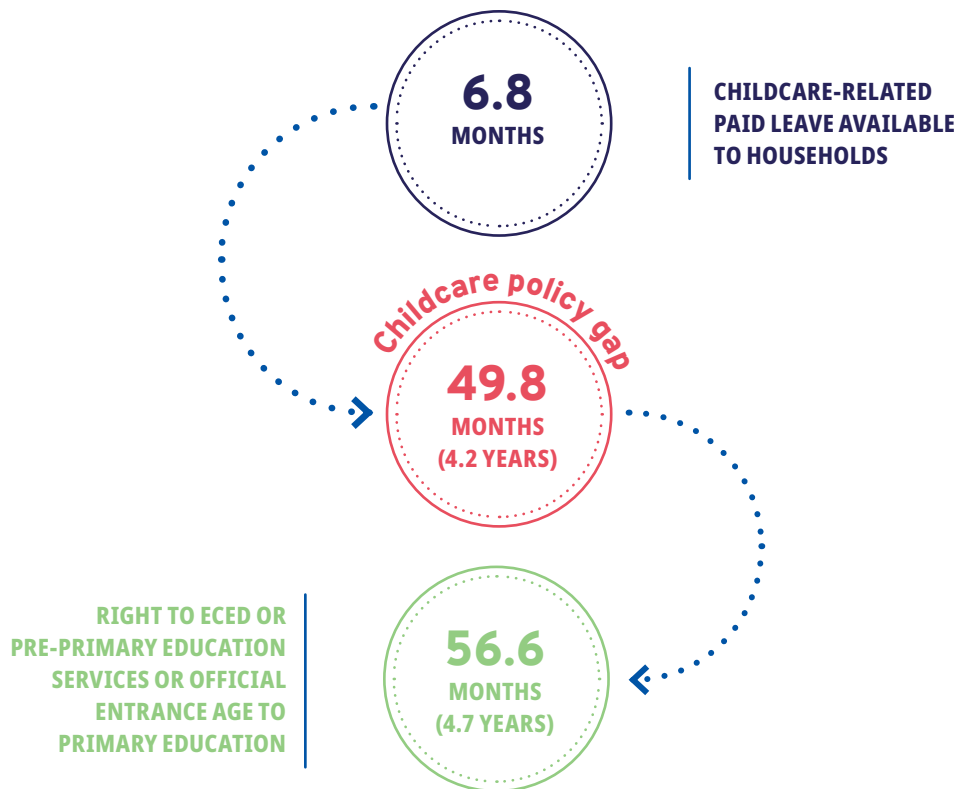 6.8
MONTHS
CHILDCARE-RELATED
PAID LEAVE AVAILABLE
TO HOUSEHOLDS
Childcare policy gap
49.8
MONTHS
(4.2 YEARS)
RIGHT TO ECED OR
PRE-PRIMARY EDUCATION
SERVICES OR OFFICIAL
ENTRANCE AGE TO
PRIMARY EDUCATION
56.6
MONTHS
(4.7 YEARS)